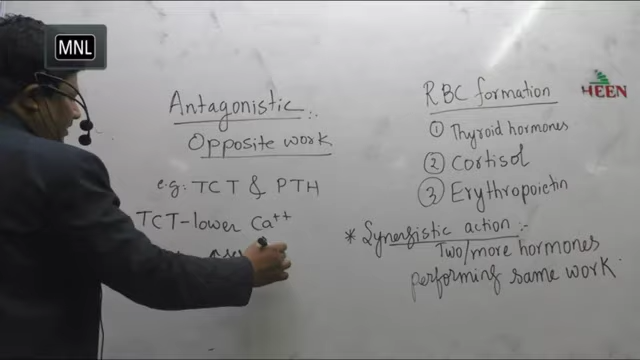 MNL
HEEN
Antagonistic :-
Opposite work
e.g: TCT & PTH
TCT-lower Ca++
RBC formation
① Thyroid hormones
② Cortisol
③ Erythropoietin
* Synergistic action :-
Two/more hormones
performing same work.